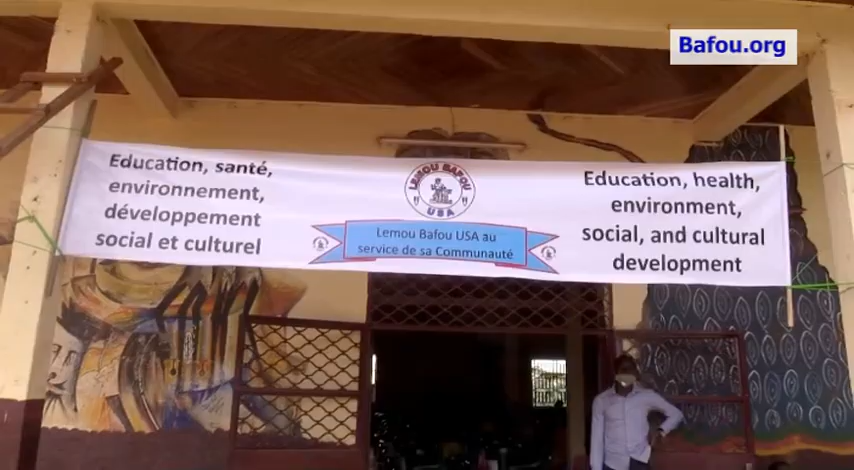 Bafou.org
Education, santé,
environnement,
développement
social et culturel
LEMOU BAFOU
USA
Lemou Bafou USA au
service de sa Communauté
Education, health,
environment,
social, and cultural
development